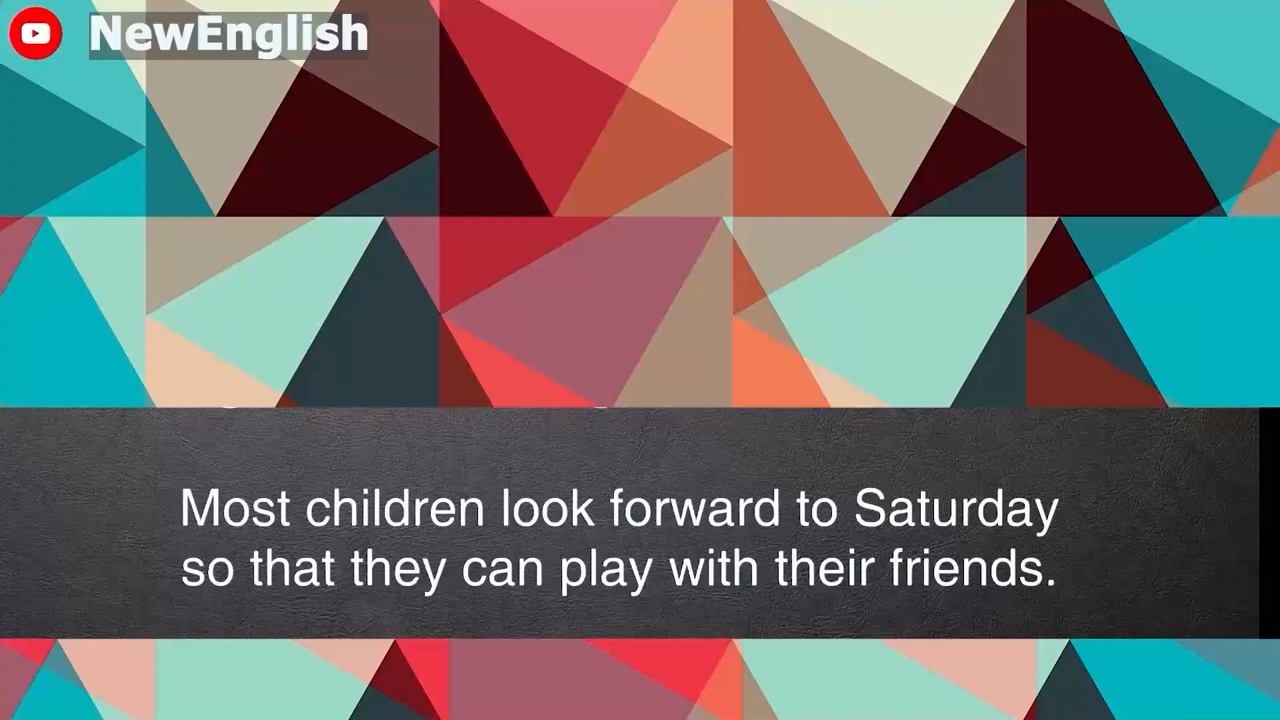 NewEnglish
Most children look forward to Saturday
so that they can play with their friends.